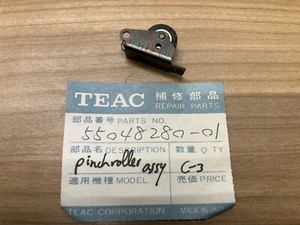 TEAC 補修部品
REPAIR PARTS
部品番号 PARTS NO.
55048280-01
部品名 DESCRIPTION 数量 Q'TY
pinchroller assy C-3
適用機種 MODEL 売価 PRICE
TEAC CORPORATION MADE IN